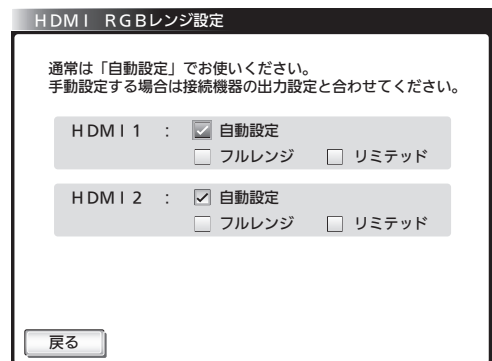 HDMI RGBレンジ設定
通常は「自動設定」でお使いください。
手動設定する場合は接続機器の出力設定と合わせてください。
HDMI1 : 自動設定
フルレンジ リミテッド
HDMI2 : 自動設定
フルレンジ リミテッド
戻る